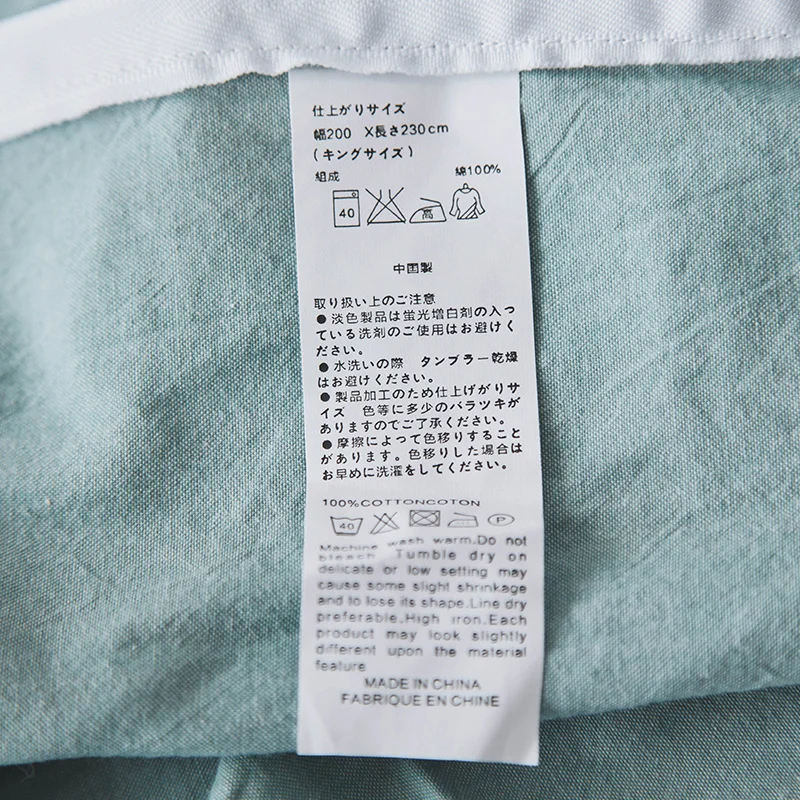 仕上がりサイズ
幅200 X長さ230cm
(キングサイズ)
組成 綿100%
40 高
中国製
取り扱い上のご注意
●淡色製品は蛍光増白剤の入っ
ている洗剤のご使用はお避けく
ださい。
●水洗いの際 タンブラー乾燥
はお避けください。
●製品加工のため仕上げがりサ
イズ 色等に多少のバラツキが
ありますのでご了承ください。
●摩擦によって色移りすること
があります。色移りした場合は
お早めに洗濯をしてください。
100%COTTONCOTON
40 P
Machine wash warm.Do not
bleach Tumble dry on
delicate or low setting may
cause some slight shrinkage
and to lose its shape.Line dry
preferable.High iron.Each
product may look slightly
different upon the material
feature
MADE IN CHINA
FABRIQUE EN CHINE